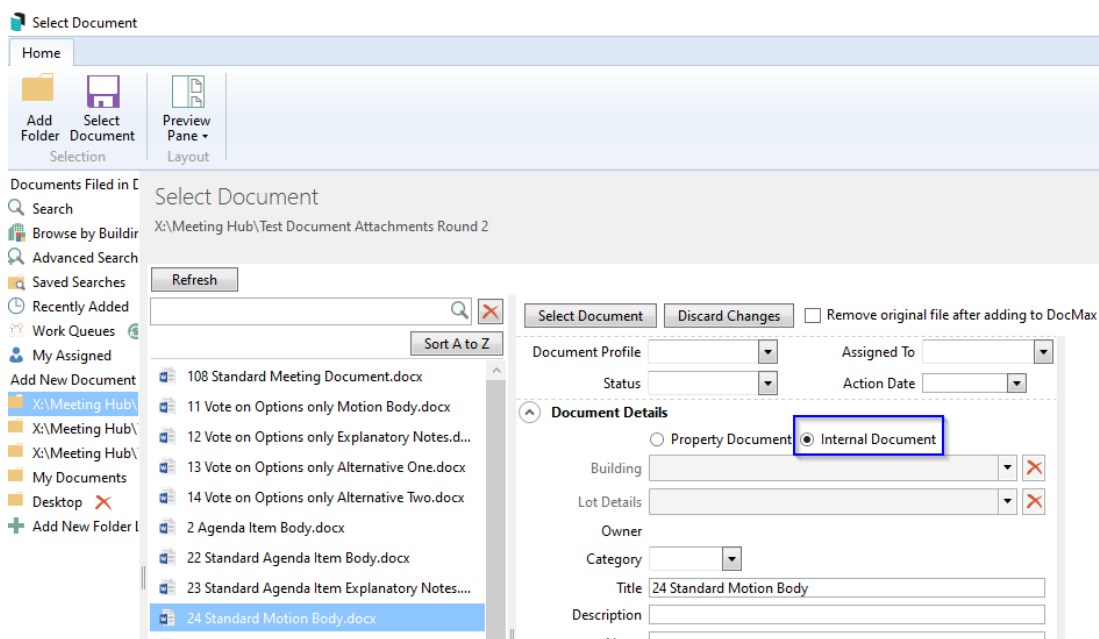 Select Document
Home
Add Folder
Select Document
Preview Pane
Selection
Layout
Documents Filed in D
Search
Browse by Buildin
Advanced Search
Saved Searches
Recently Added
Work Queues
My Assigned
Add New Document
X:\Meeting Hub\
X:\Meeting Hub\
X:\Meeting Hub\
My Documents
Desktop
Add New Folder L
Select Document
X:\Meeting Hub\Test Document Attachments Round 2
Refresh
Sort A to Z
108 Standard Meeting Document.docx
11 Vote on Options only Motion Body.docx
12 Vote on Options only Explanatory Notes.d...
13 Vote on Options only Alternative One.docx
14 Vote on Options only Alternative Two.docx
2 Agenda Item Body.docx
22 Standard Agenda Item Body.docx
23 Standard Agenda Item Explanatory Notes....
24 Standard Motion Body.docx
Select Document
Discard Changes
Remove original file after adding to DocMax
Document Profile
Assigned To
Status
Action Date
Document Details
Property Document
Internal Document
Building
Lot Details
Owner
Category
Title 24 Standard Motion Body
Description